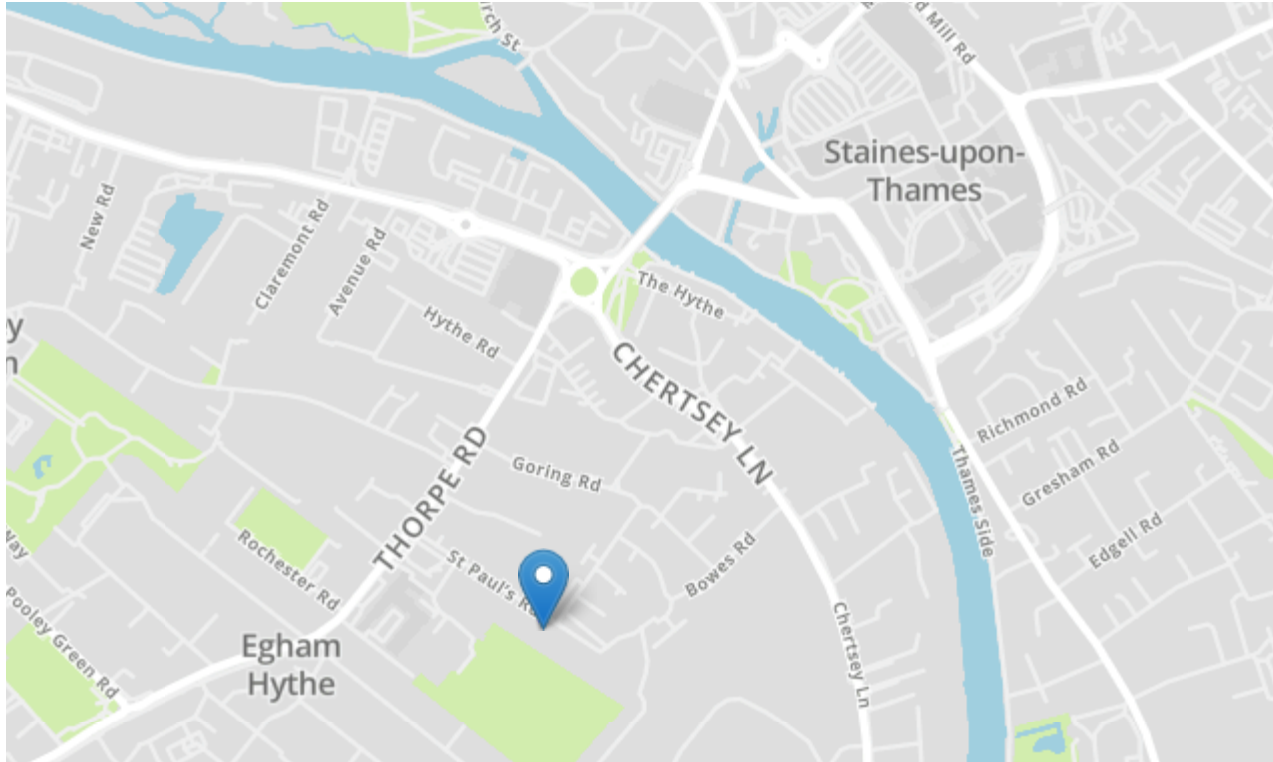 Mill Rd
Staines-upon-
Thames
New Rd
Claremont Rd
Avenue Rd
Hythe Rd
The Hythe
CHERTSEY LN
THORPE RD
Goring Rd
Richmond Rd
Gresham Rd
Edgell Rd
Thames Side
Rochester Rd
St Paul's Rd
Bowes Rd
Chertsey Ln
Way
Pooley Green Rd
Egham
Hythe